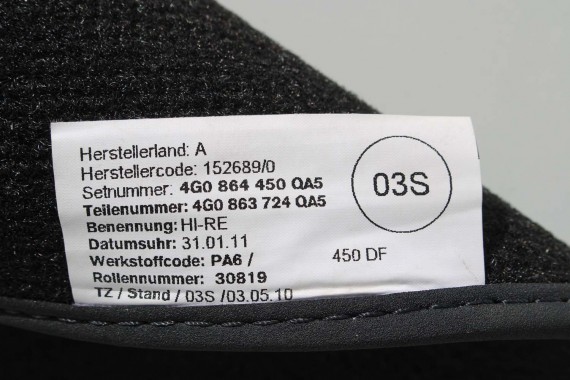 Herstellerland: A
Herstellercode: 152689/0
Setnummer: 4G0 864 450 QA5
Teilenummer: 4G0 863 724 QA5
Benennung: HI-RE
Datumsuhr: 31.01.11
Werkstoffcode: PA6 /
Rollennummer: 30819
TZ / Stand / 03S /03.05.10
03S
450 DF